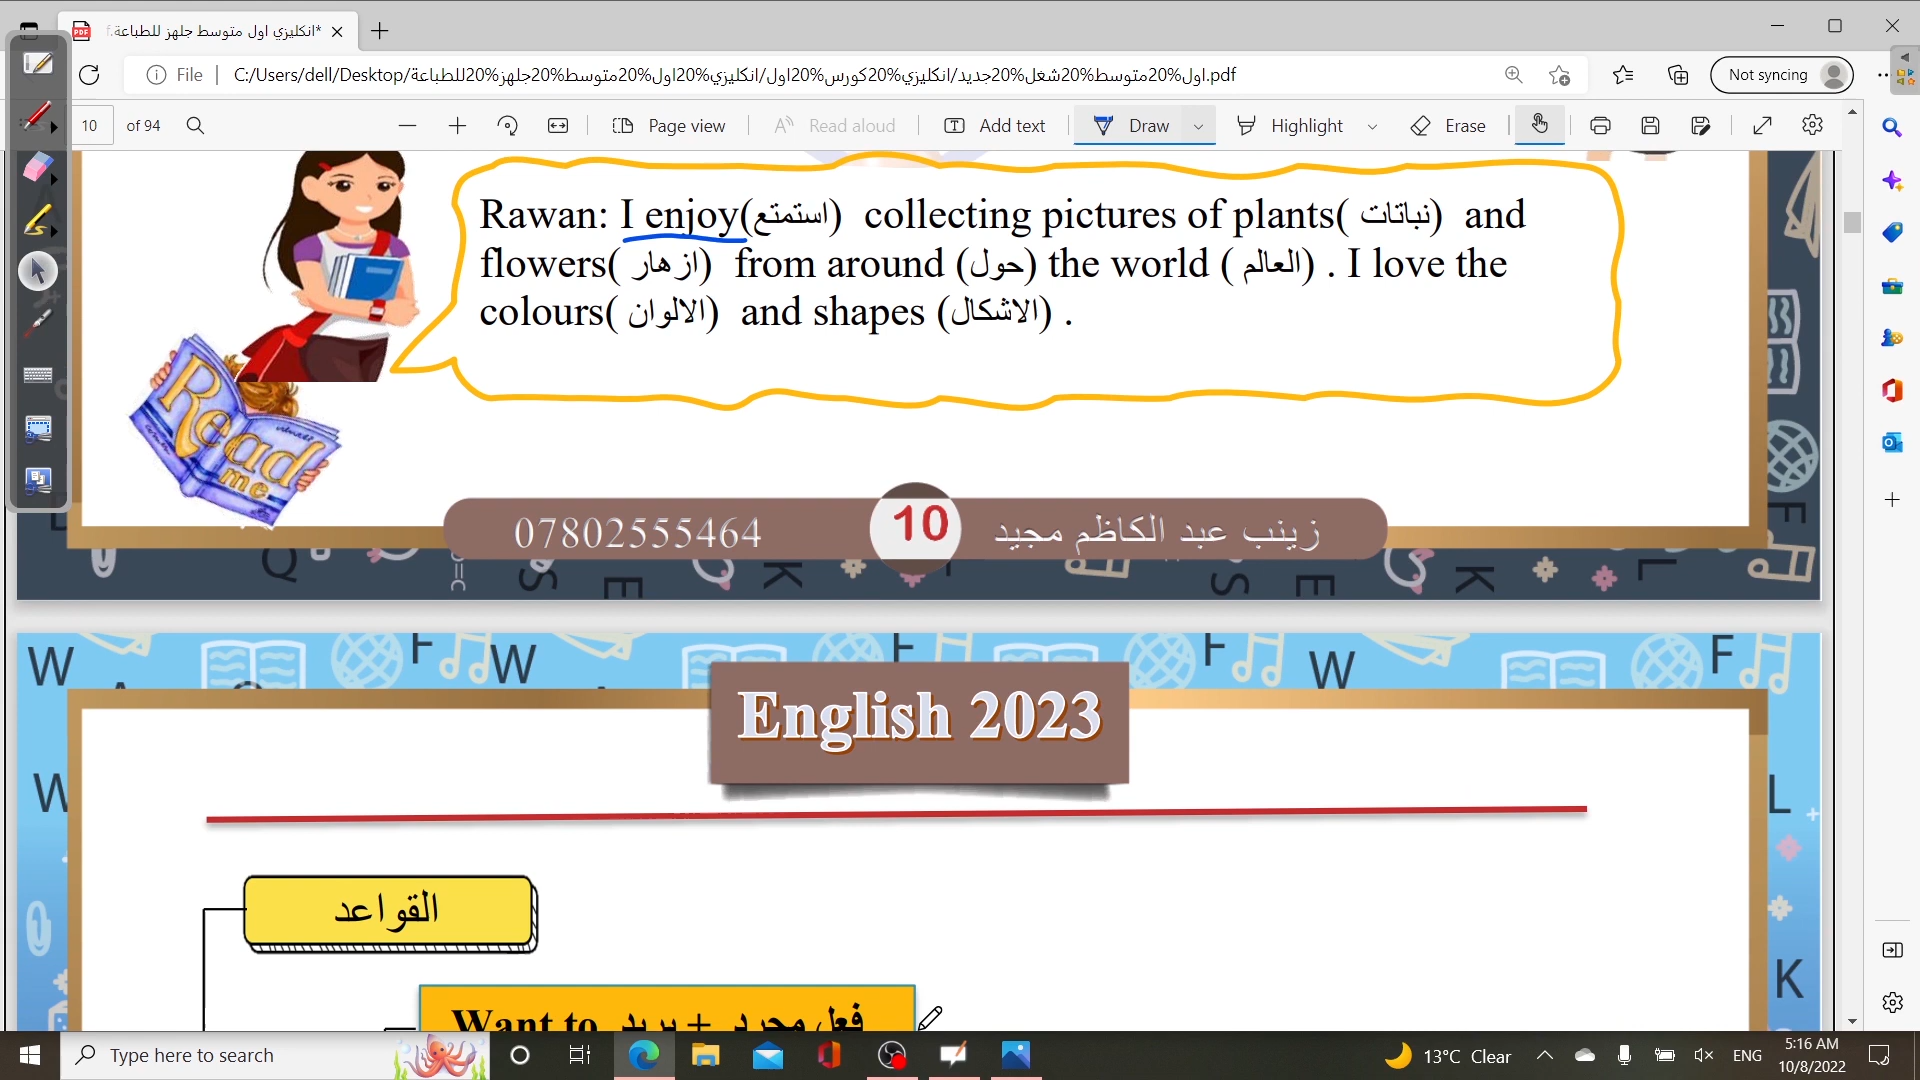 *انكليزي اول متوسط جلهز للطباعة.f
File
C:/Users/dell/Desktop/اول%20متوسط%20شغل%20جديد/انكليزي%20كورس%20اول/انكليزي%20اول%20متوسط%20جلهز%20للطباعة.pdf
Not syncing
10 of 94
Page view
Read aloud
Add text
Draw
Highlight
Erase
Rawan: I enjoy(استمتع) collecting pictures of plants( نباتات) and
flowers( ازهار) from around (حول) the world ( العالم) . I love the
colours( الالوان) and shapes (الاشكال) .
Read
me
07802555464 10 زينب عبد الكاظم مجيد
English 2023
القواعد
Want to يريد + فعل مجرد
Type here to search
13°C Clear
ENG
5:16 AM
10/8/2022